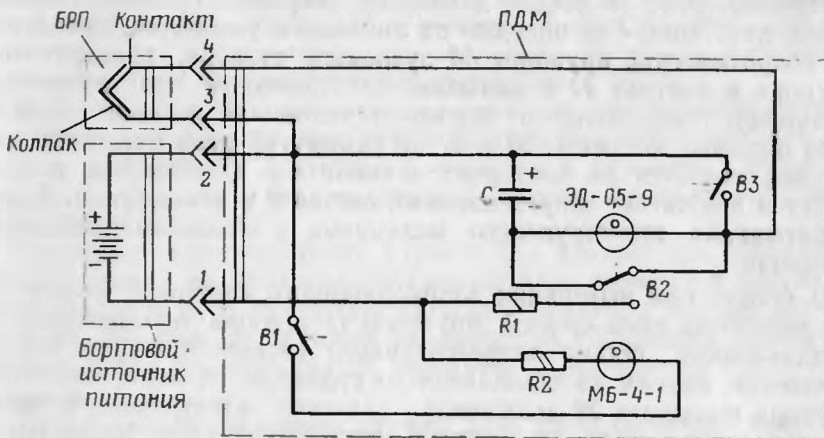 БРП
Контакт
ПДМ
4
3
Колпак
2
+
+
С
ЭД-0,5-9
В3
–
В2
1
R1
В1
R2
МБ-4-1
Бортовой
источник
питания